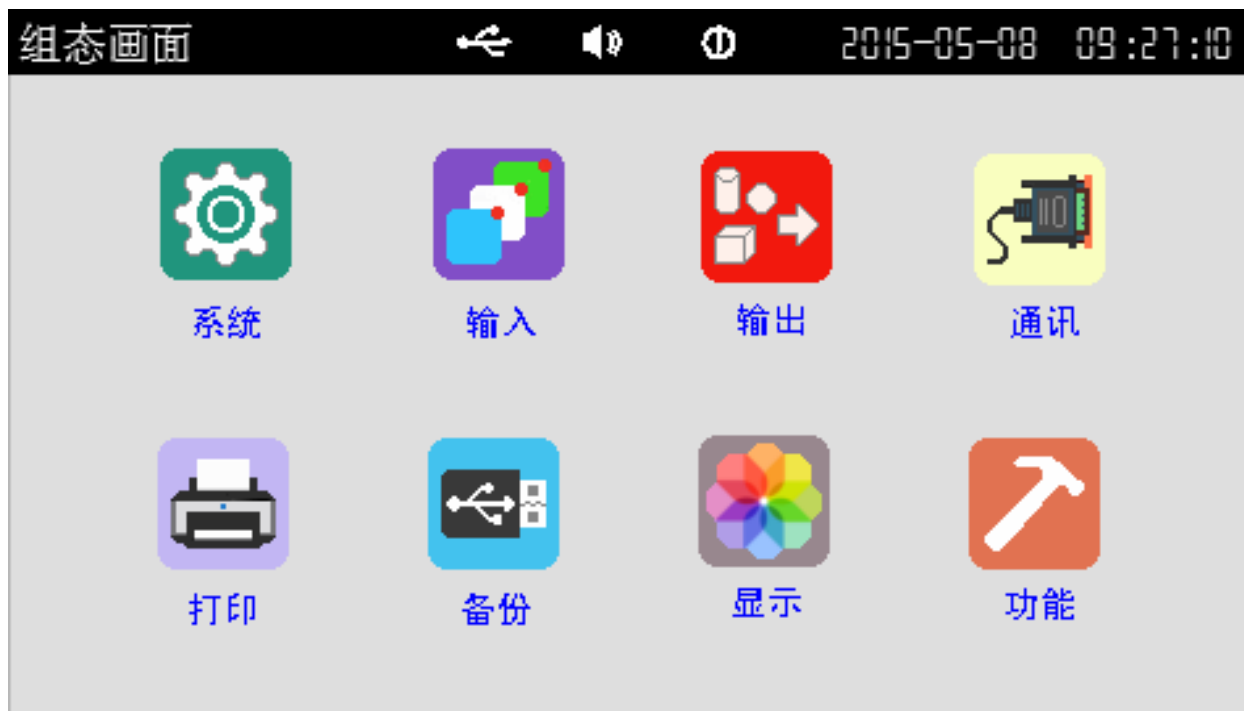 组态画面 2015-05-08 09:27:10
系统 输入 输出 通讯
打印 备份 显示 功能